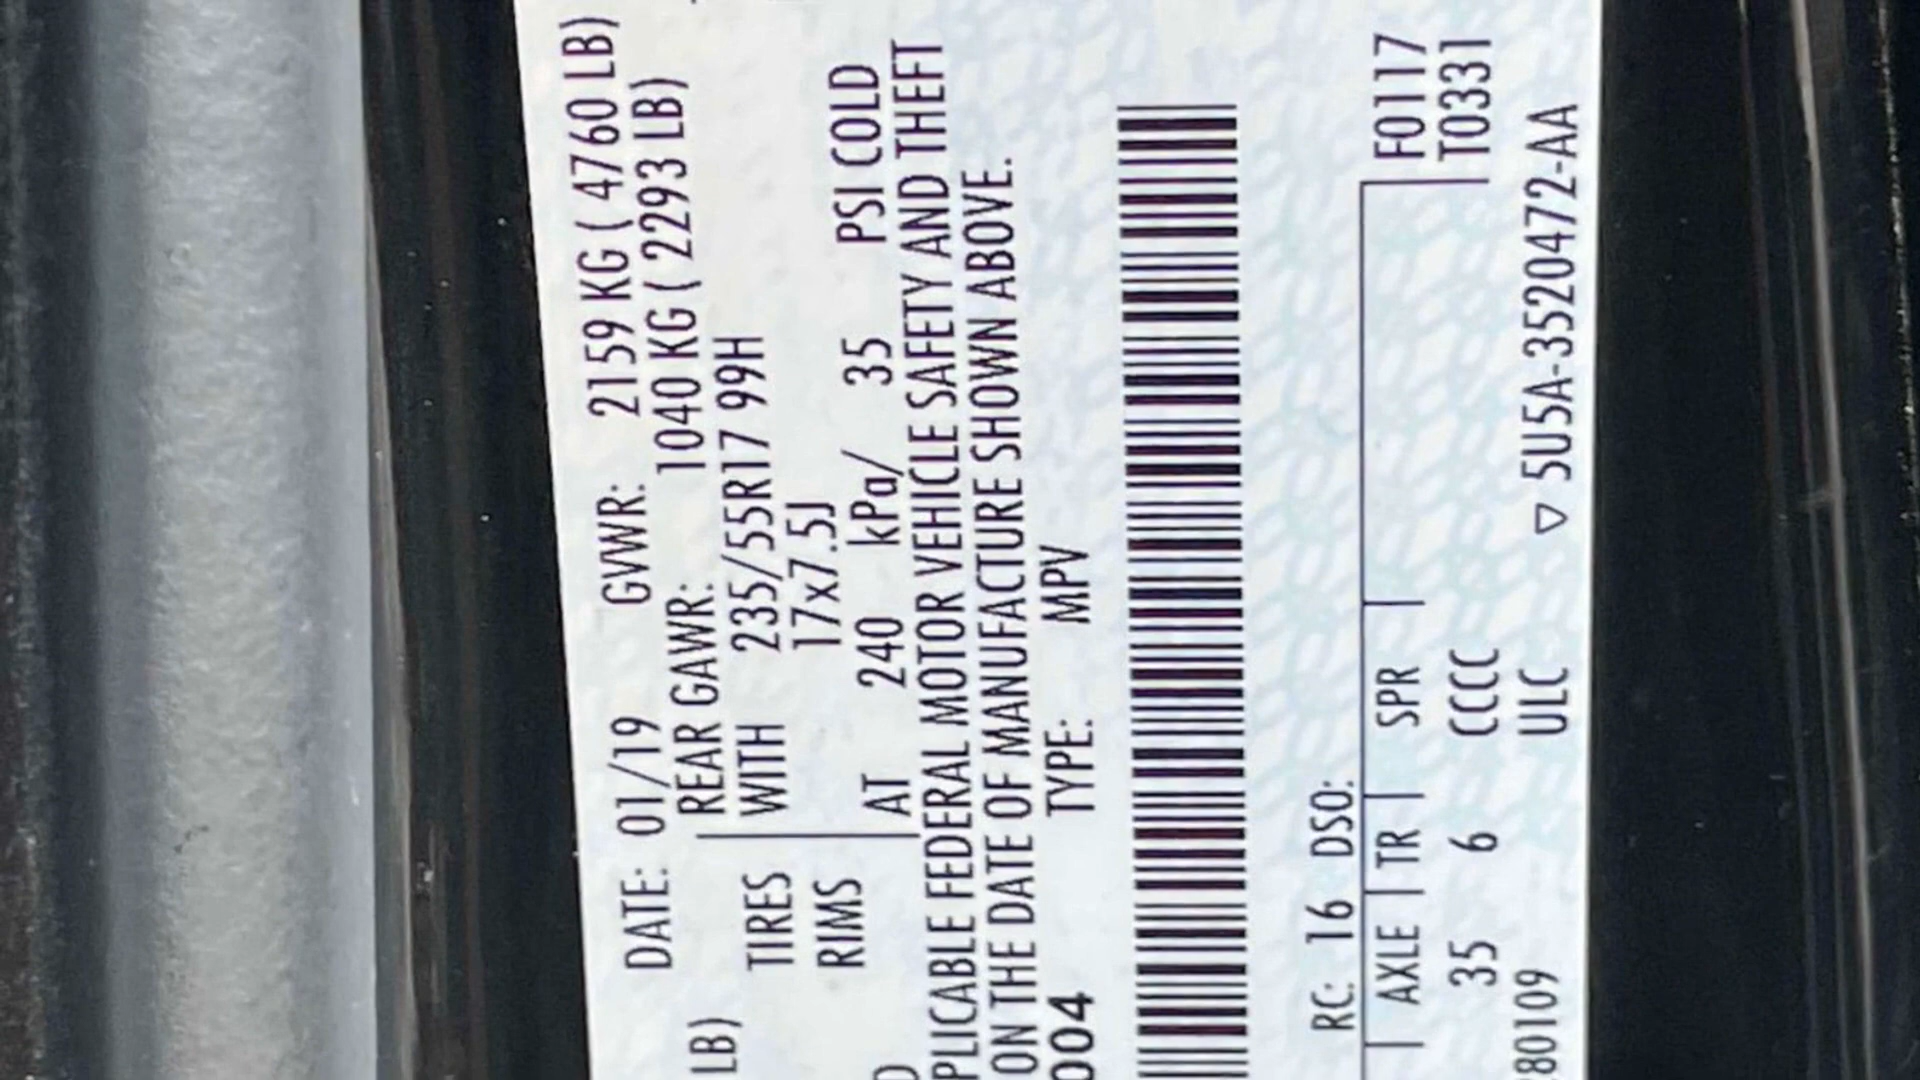 DATE: 01/19 GVWR: 2159 KG ( 4760 LB)
LB) REAR GAWR: 1040 KG ( 2293 LB)
TIRES WITH 235/55R17 99H
RIMS 17x7.5J
AT 240 kPa/ 35 PSI COLD
PLICABLE FEDERAL MOTOR VEHICLE SAFETY AND THEFT
ON THE DATE OF MANUFACTURE SHOWN ABOVE.
004 TYPE: MPV
RC: 16 DSO:
AXLE TR SPR F0117
35 6 CCCC T0331
280109 ULC ▽ 5U5A-3520472-AA